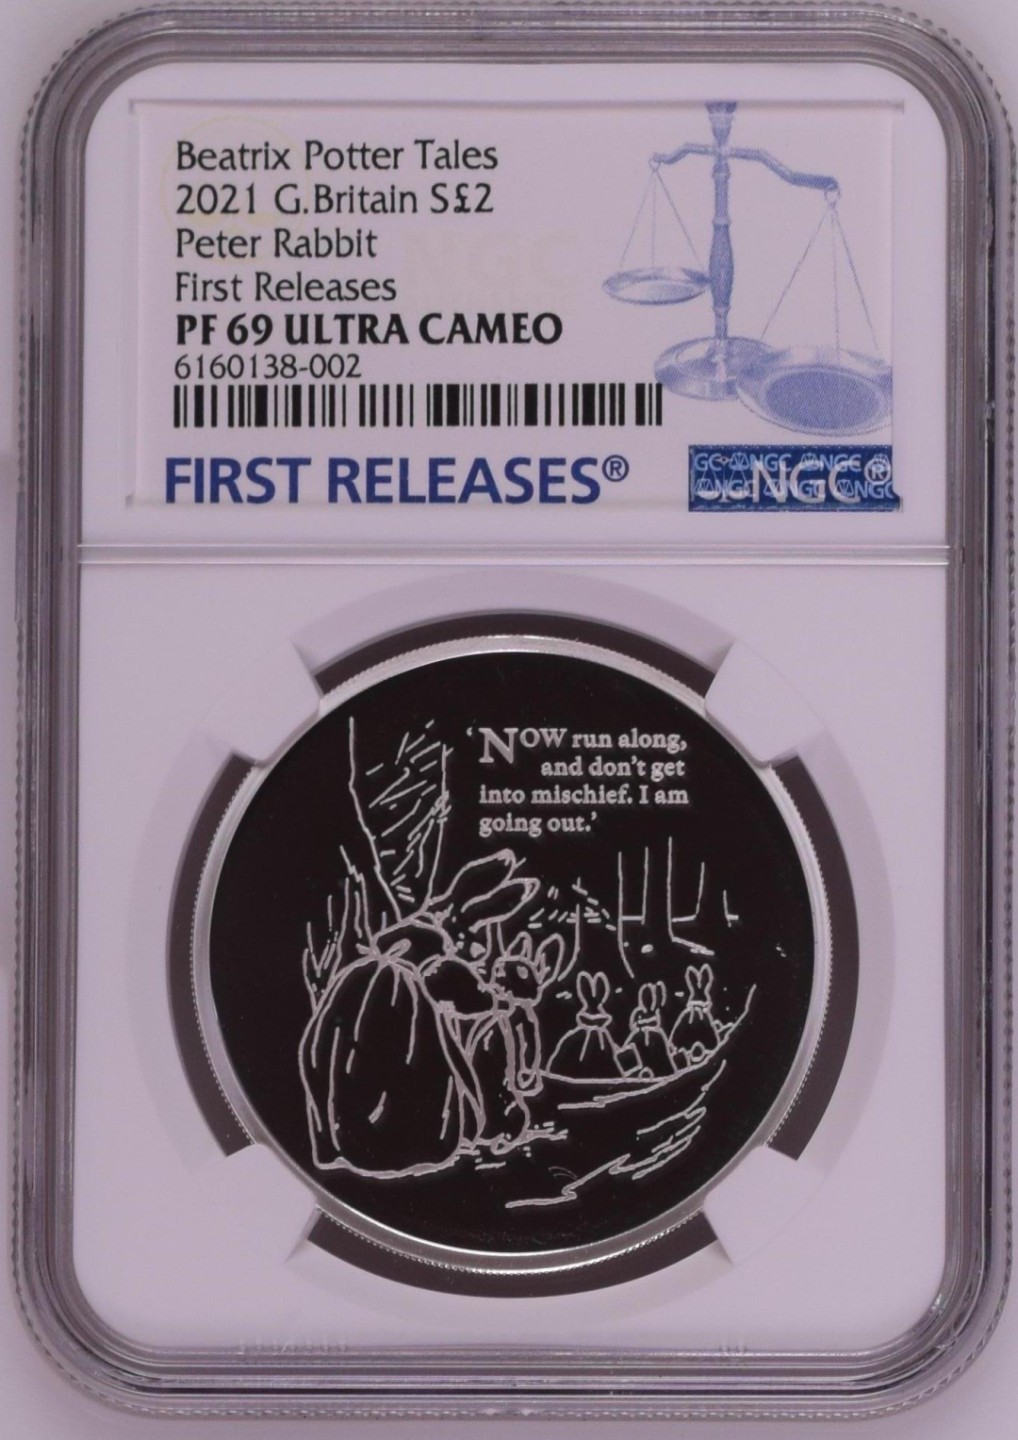 Beatrix Potter Tales
2021 G.Britain S£2
Peter Rabbit
First Releases
PF 69 ULTRA CAMEO
6160138-002
FIRST RELEASES®
NGC®
'NOW run along,
and don't get
into mischief. I am
going out.'